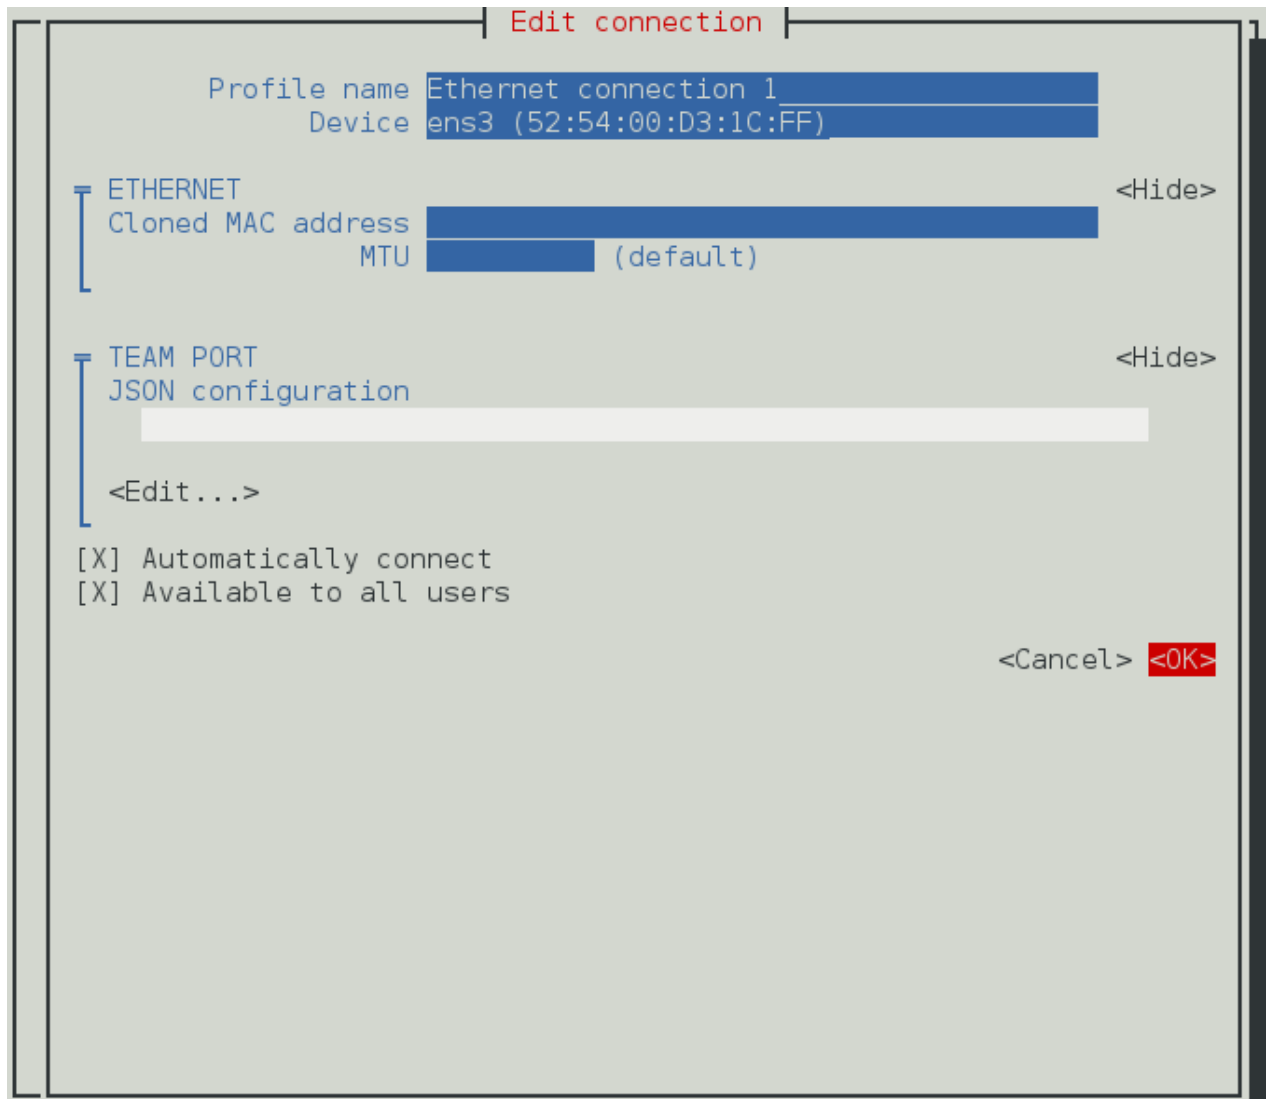 Edit connection
Profile name Ethernet connection 1
Device ens3 (52:54:00:D3:1C:FF)
ETHERNET <Hide>
Cloned MAC address
MTU (default)
TEAM PORT <Hide>
JSON configuration
<Edit...>
[X] Automatically connect
[X] Available to all users
<Cancel> <OK>